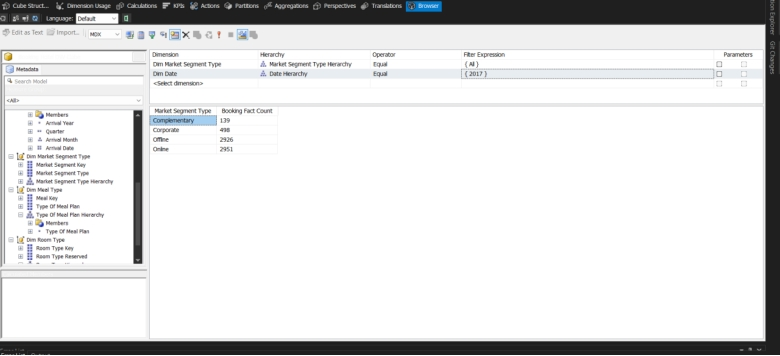 Cube Struct... Dimension Usage Calculations KPIs Actions Partitions Aggregations Perspectives Translations Browser
Language: Default
Edit as Text Import... MDX
Metadata
Search Model
<All>
Members
Arrival Year
Quarter
Arrival Month
Arrival Date
Dim Market Segment Type
Market Segment Key
Market Segment Type
Market Segment Type Hierarchy
Dim Meal Type
Meal Key
Type Of Meal Plan
Type Of Meal Plan Hierarchy
Members
Type Of Meal Plan
Dim Room Type
Room Type Key
Room Type Reserved
Dimension Hierarchy Operator Filter Expression Parameters
Dim Market Segment Type Market Segment Type Hierarchy Equal { All }
Dim Date Date Hierarchy Equal { 2017 }
<Select dimension>
Market Segment Type Booking Fact Count
Complementary 139
Corporate 498
Offline 2926
Online 2951
Explorer Git Changes